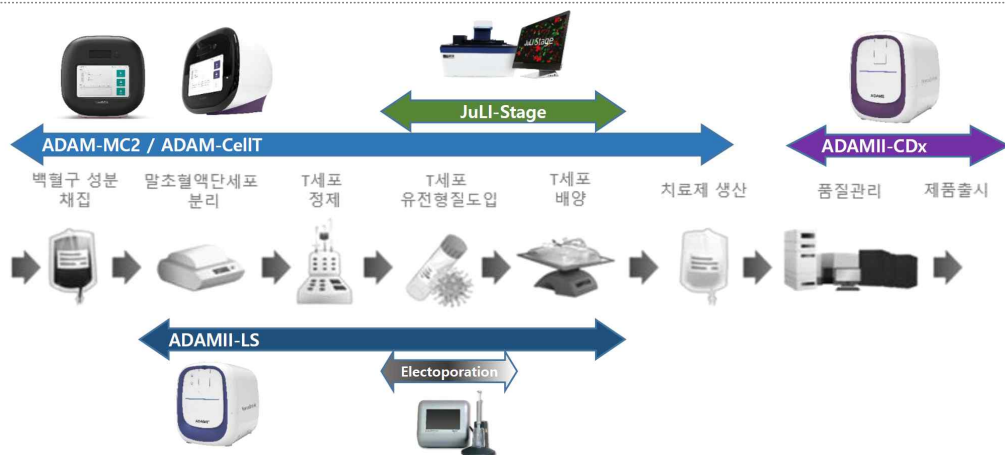 JuLI-Stage
JuLI-Stage
ADAM-MC2 / ADAM-CellT
ADAMII-CDx
백혈구 성분
채집
말초혈액단세포
분리
T세포
정제
T세포
유전형질도입
T세포
배양
치료제 생산
품질관리
제품출시
ADAMII-LS
Electoporation